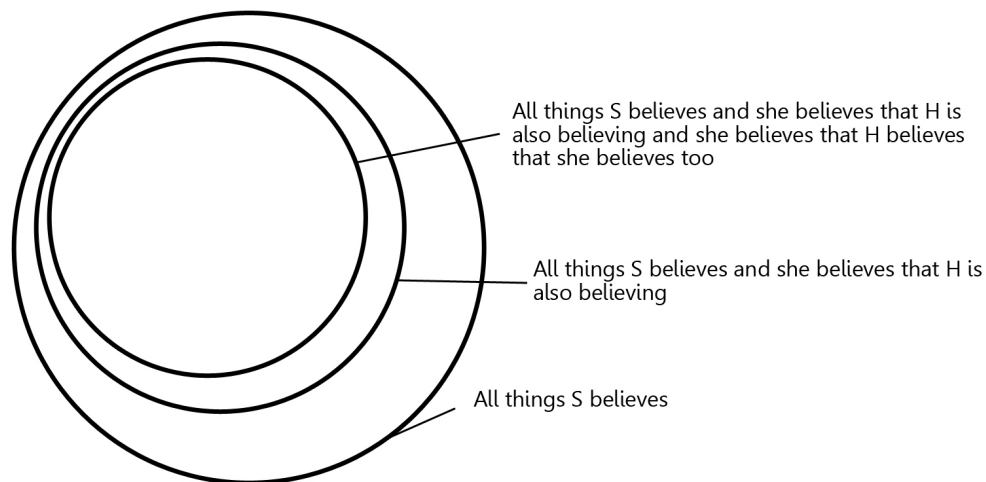 All things S believes and she believes that H is
also believing and she believes that H believes
that she believes too
All things S believes and she believes that H is
also believing
All things S believes